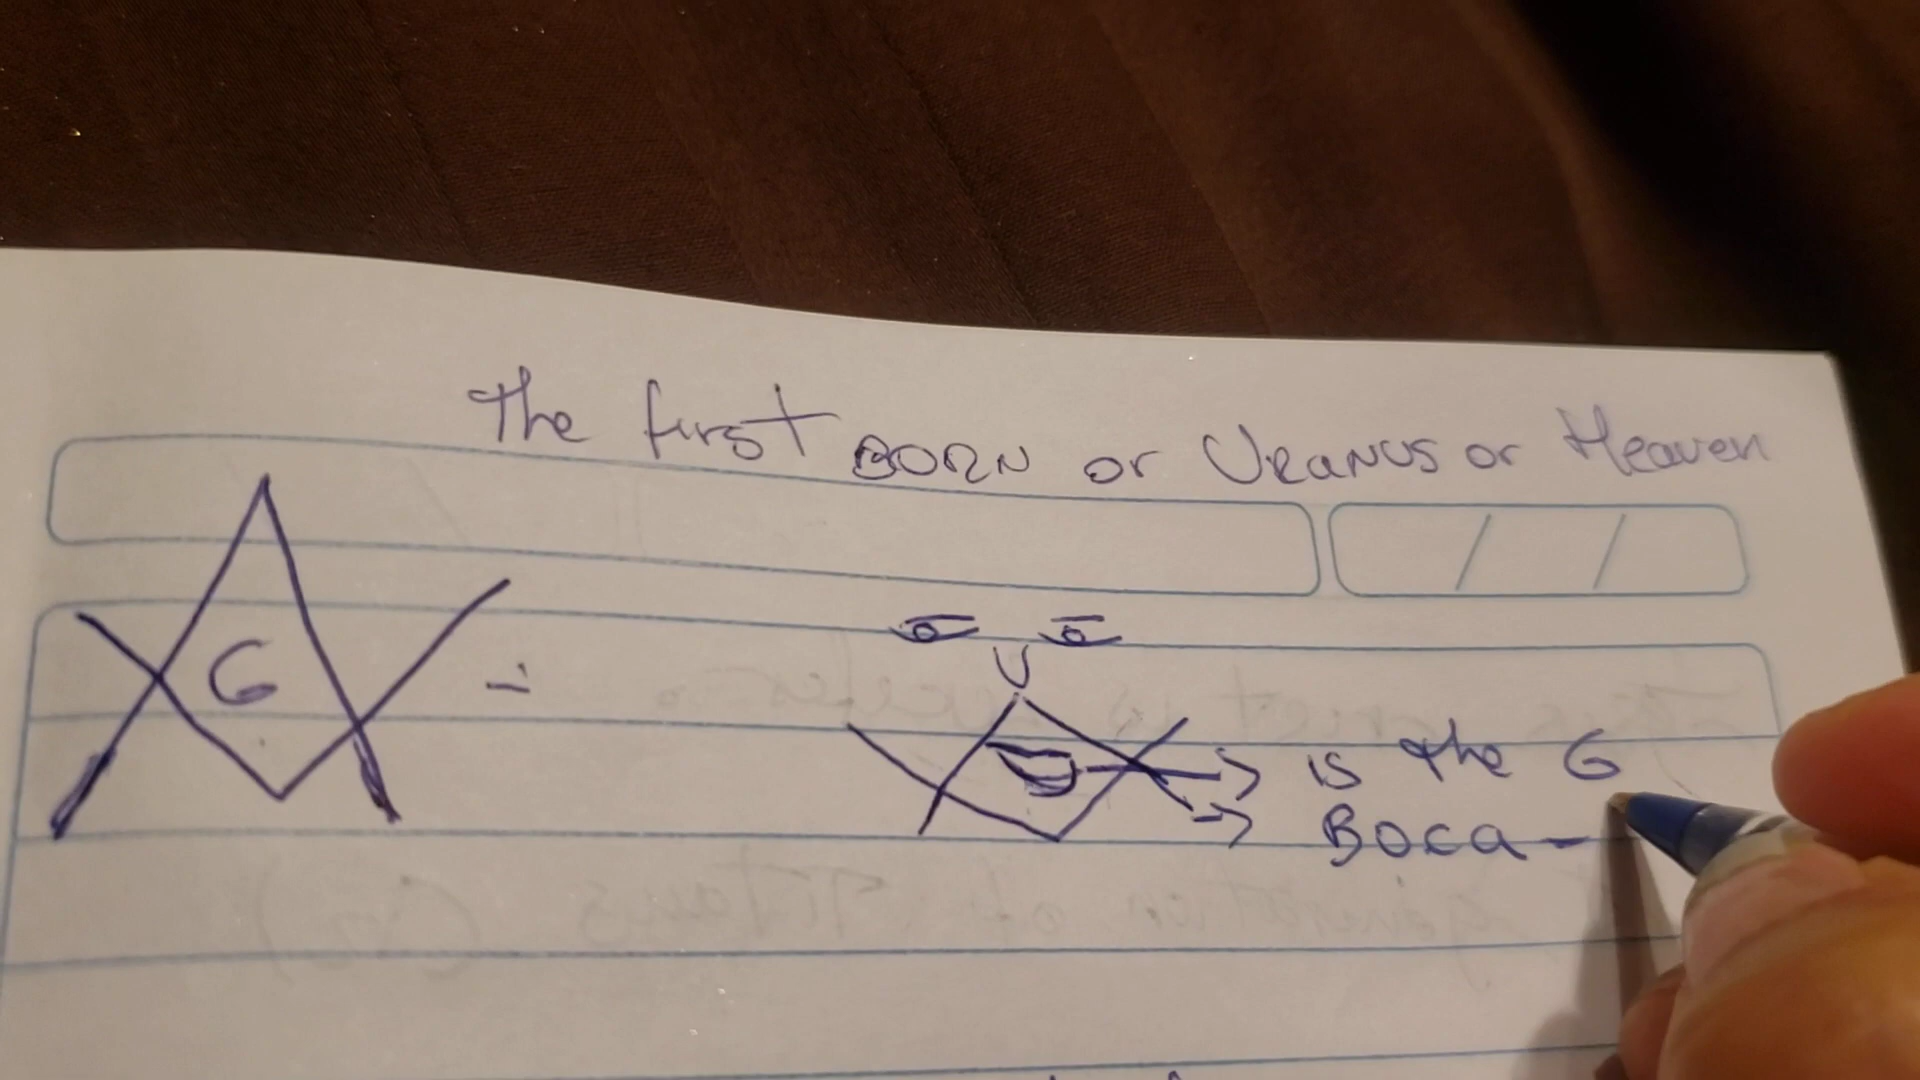 The first BORN or Uranus or Heaven
G
is the G
Boca -